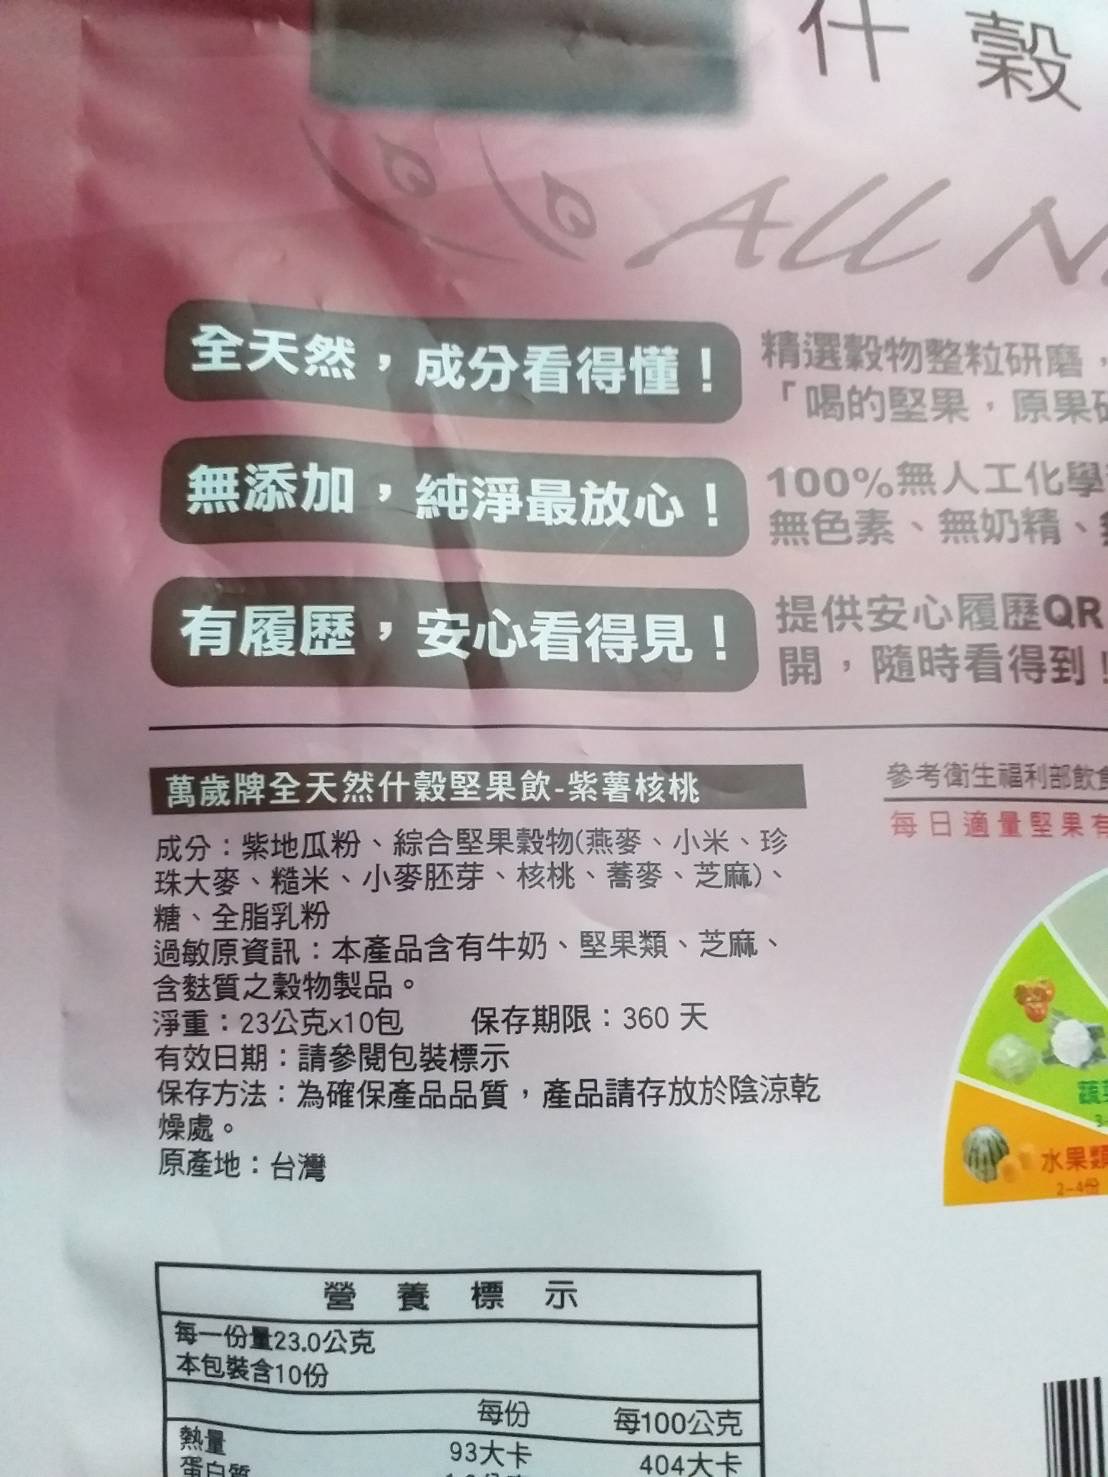 什穀
All N
全天然，成分看得懂！
精選穀物整粒研磨，
「喝的堅果，原果研
無添加，純淨最放心！
100%無人工化學
無色素、無奶精、
有履歷，安心看得見！
提供安心履歷QR
開，隨時看得到！
萬歲牌全天然什穀堅果飲-紫薯核桃
成分：紫地瓜粉、綜合堅果穀物(燕麥、小米、珍
珠大麥、糙米、小麥胚芽、核桃、蕎麥、芝麻)、
糖、全脂乳粉
過敏原資訊：本產品含有牛奶、堅果類、芝麻、
含麩質之穀物製品。
淨重：23公克x10包 保存期限：360 天
有效日期：請參閱包裝標示
保存方法：為確保產品品質，產品請存放於陰涼乾
燥處。
原產地：台灣
參考衛生福利部飲食
每日適量堅果有
蔬菜
水果類
2-4份
營養標示
每一份量23.0公克
本包裝含10份
每份 每100公克
熱量 93大卡 404大卡
蛋白質